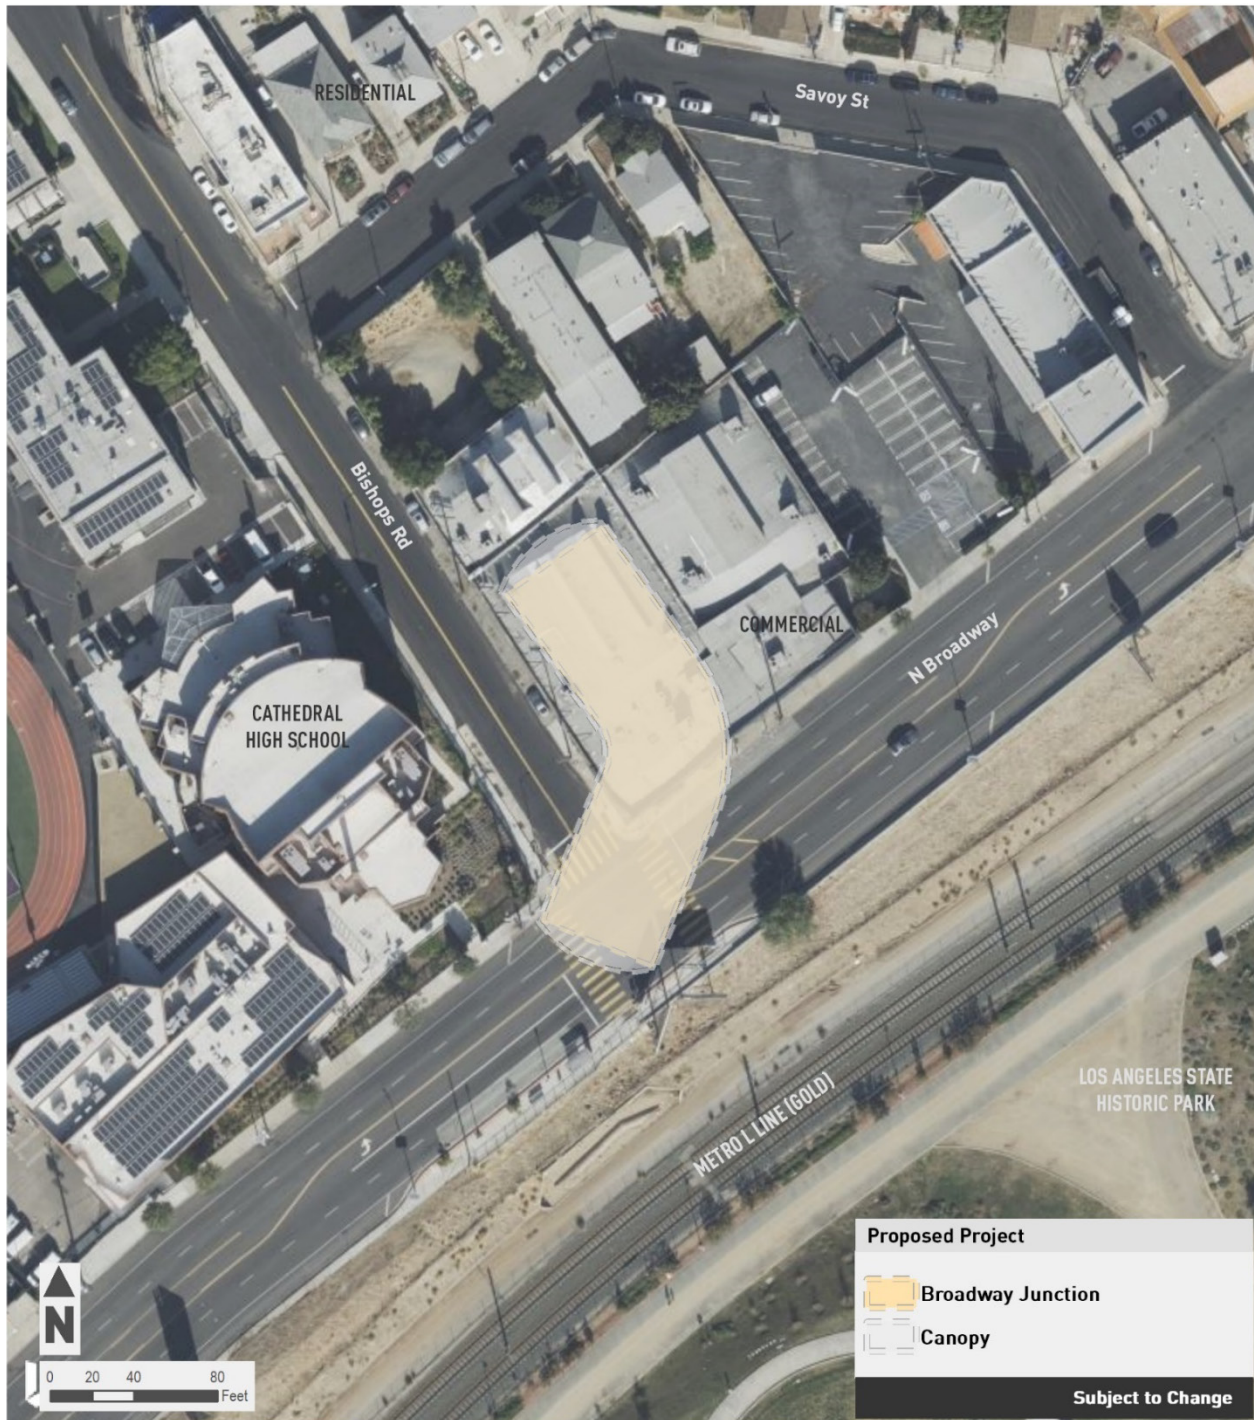 RESIDENTIAL
Savoy St
Bishops Rd
COMMERCIAL
N Broadway
CATHEDRAL
HIGH SCHOOL
LOS ANGELES STATE
HISTORIC PARK
METRO L LINE (GOLD)
Proposed Project
Broadway Junction
Canopy
Subject to Change
N
0 20 40 80
Feet